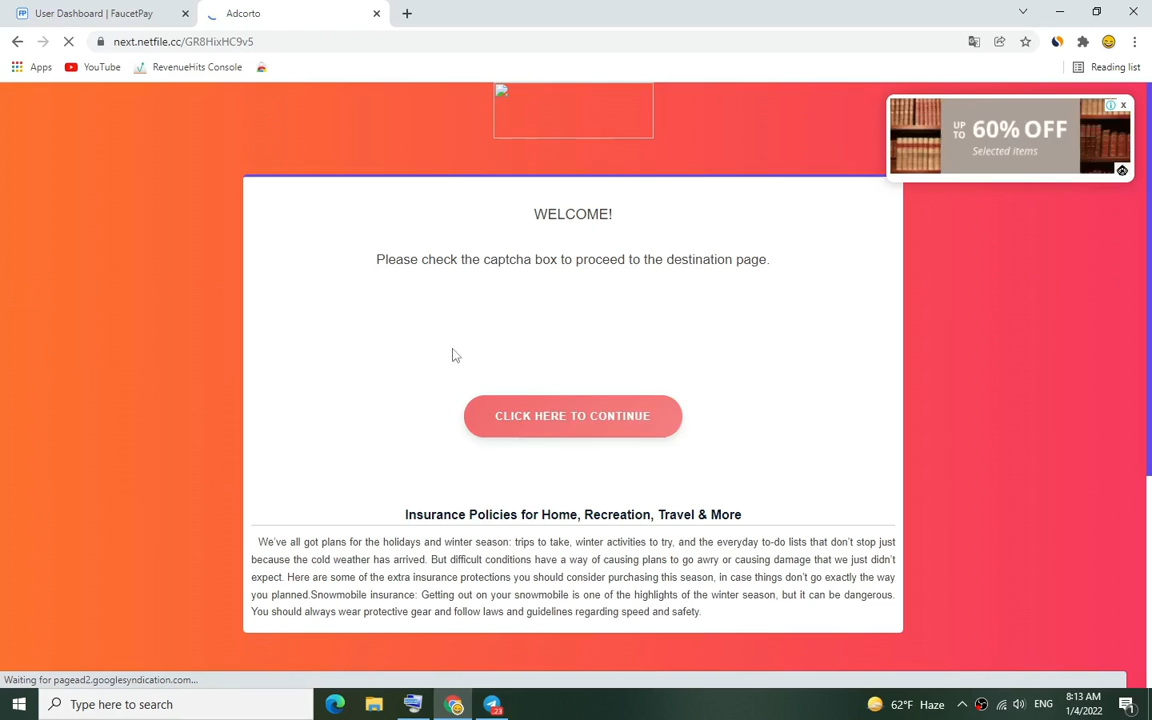 User Dashboard | FaucetPay
Adcorto
next.netfile.cc/GR8HixHC9v5
Apps
YouTube
RevenueHits Console
Reading list
UP TO 60% OFF
Selected items
WELCOME!
Please check the captcha box to proceed to the destination page.
CLICK HERE TO CONTINUE
Insurance Policies for Home, Recreation, Travel & More
We've all got plans for the holidays and winter season: trips to take, winter activities to try, and the everyday to-do lists that don't stop just
because the cold weather has arrived. But difficult conditions have a way of causing plans to go awry or causing damage that we just didn't
expect. Here are some of the extra insurance protections you should consider purchasing this season, in case things don't go exactly the way
you planned.Snowmobile insurance: Getting out on your snowmobile is one of the highlights of the winter season, but it can be dangerous.
You should always wear protective gear and follow laws and guidelines regarding speed and safety.
Waiting for pagead2.googlesyndication.com...
Type here to search
23
62°F Haze
ENG
8:13 AM
1/4/2022
1